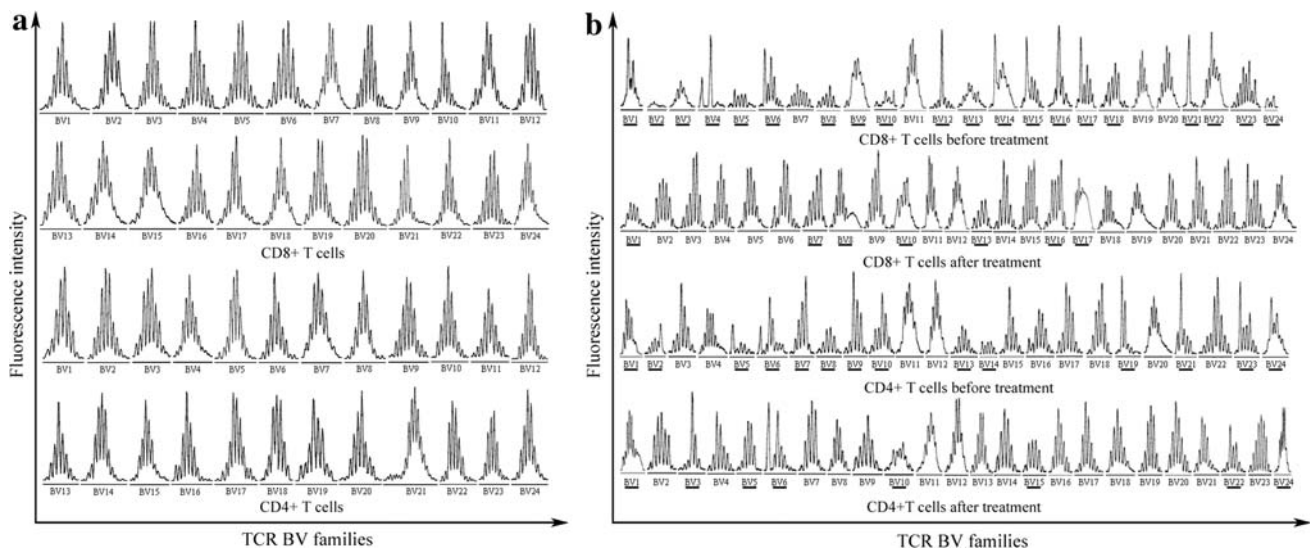 a
Fluorescence intensity
BV1 BV2 BV3 BV4 BV5 BV6 BV7 BV8 BV9 BV10 BV11 BV12
BV13 BV14 BV15 BV16 BV17 BV18 BV19 BV20 BV21 BV22 BV23 BV24
CD8+ T cells
BV1 BV2 BV3 BV4 BV5 BV6 BV7 BV8 BV9 BV10 BV11 BV12
BV13 BV14 BV15 BV16 BV17 BV18 BV19 BV20 BV21 BV22 BV23 BV24
CD4+ T cells
TCR BV families
b
Fluorescence intensity
BV1 BV2 BV3 BV4 BV5 BV6 BV7 BV8 BV9 BV10 BV11 BV12 BV13 BV14 BV15 BV16 BV17 BV18 BV19 BV20 BV21 BV22 BV23 BV24
CD8+ T cells before treatment
BV1 BV2 BV3 BV4 BV5 BV6 BV7 BV8 BV9 BV10 BV11 BV12 BV13 BV14 BV15 BV16 BV17 BV18 BV19 BV20 BV21 BV22 BV24
CD8+ T cells after treatment
BV1 BV2 BV3 BV4 BV5 BV6 BV7 BV8 BV9 BV10 BV11 BV12 BV13 BV14 BV15 BV16 BV17 BV18 BV19 BV20 BV21 BV22 BV23 BV24
CD4+ T cells before treatment
BV1 BV2 BV3 BV4 BV5 BV6 BV7 BV8 BV9 BV10 BV11 BV12 BV13 BV14 BV15 BV16 BV17 BV18 BV19 BV20 BV21 BV22 BV23 BV24
CD4+T cells after treatment
TCR BV families